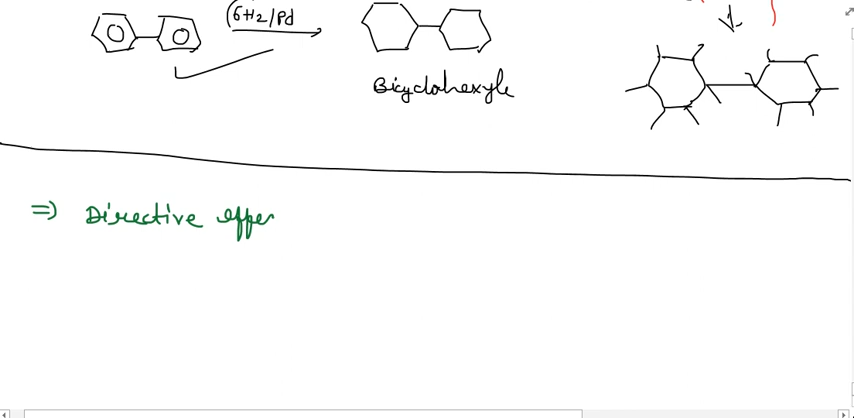 (6H2/Pd
Bicyclohexyle
=> Directive effe